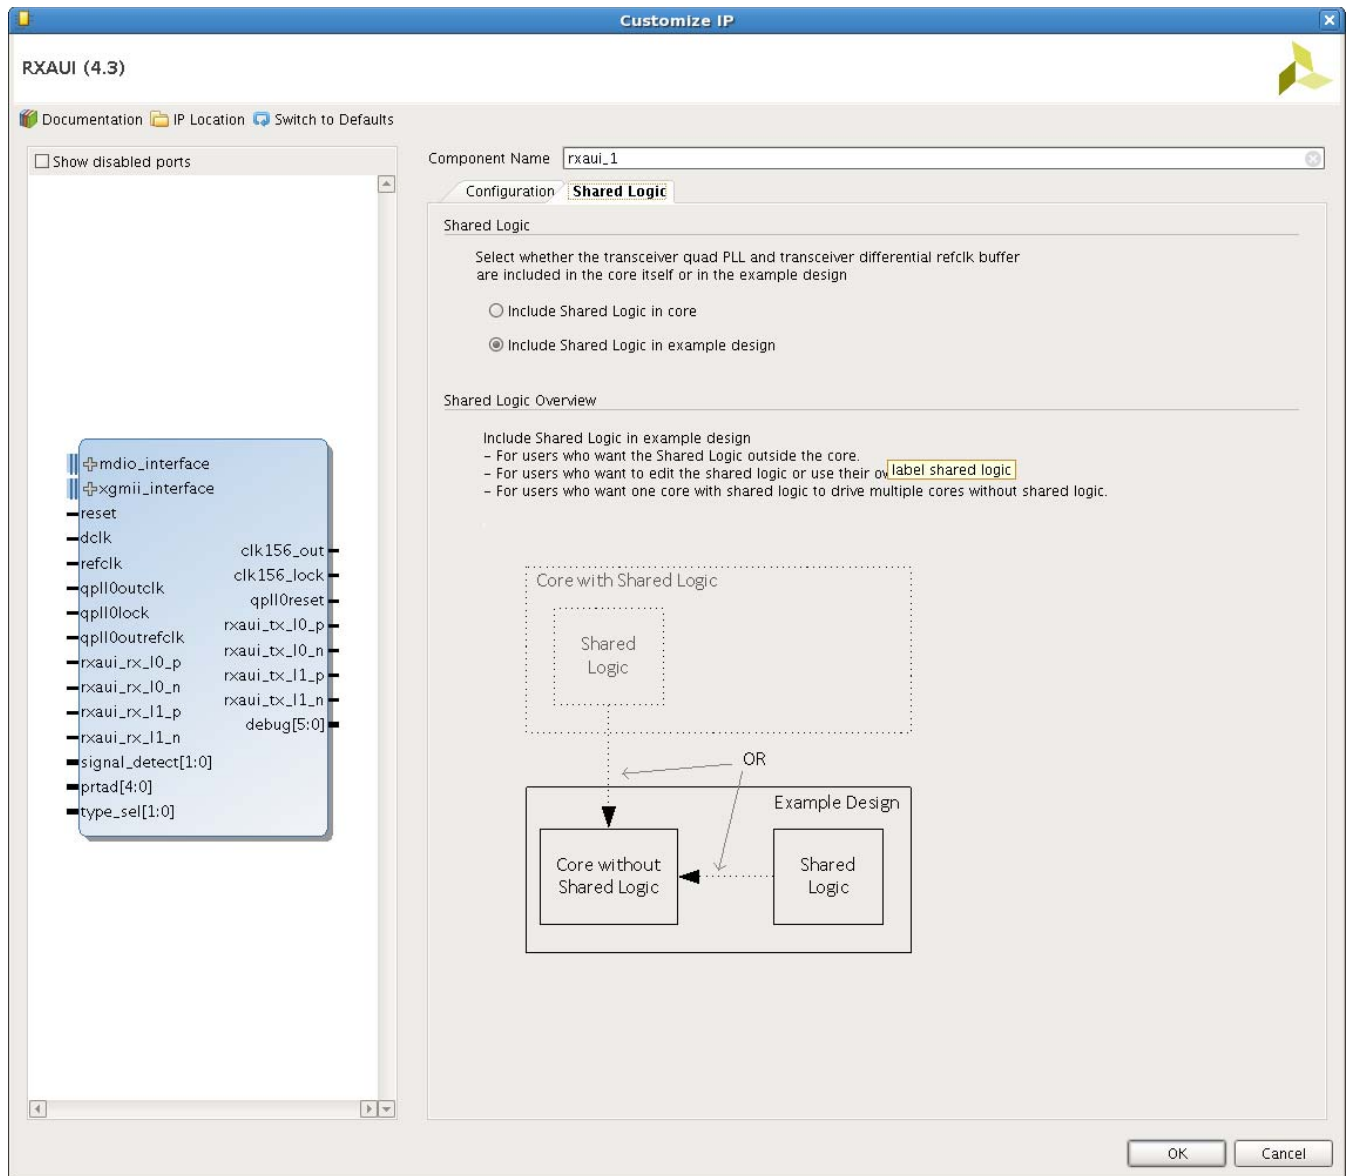 Customize IP
RXAUI (4.3)
Documentation IP Location Switch to Defaults
Show disabled ports
Component Name rxaui_1
Configuration Shared Logic
Shared Logic
Select whether the transceiver quad PLL and transceiver differential refclk buffer
are included in the core itself or in the example design
Include Shared Logic in core
Include Shared Logic in example design
Shared Logic Overview
Include Shared Logic in example design
- For users who want the Shared Logic outside the core.
- For users who want to edit the shared logic or use their
label shared logic
- For users who want one core with shared logic to drive multiple cores without shared logic.
mdio_interface
xgmii_interface
reset
dclk
refclk
qpll0outclk
qpll0lock
qpll0outrefclk
rxaui_rx_l0_p
rxaui_rx_l0_n
rxaui_rx_l1_p
rxaui_rx_l1_n
signal_detect[1:0]
prtad[4:0]
type_sel[1:0]
clk156_out
clk156_lock
qpll0reset
rxaui_tx_l0_p
rxaui_tx_l0_n
rxaui_tx_l1_p
rxaui_tx_l1_n
debug[5:0]
Core with Shared Logic
Shared
Logic
OR
Example Design
Core without
Shared Logic
Shared
Logic
OK Cancel